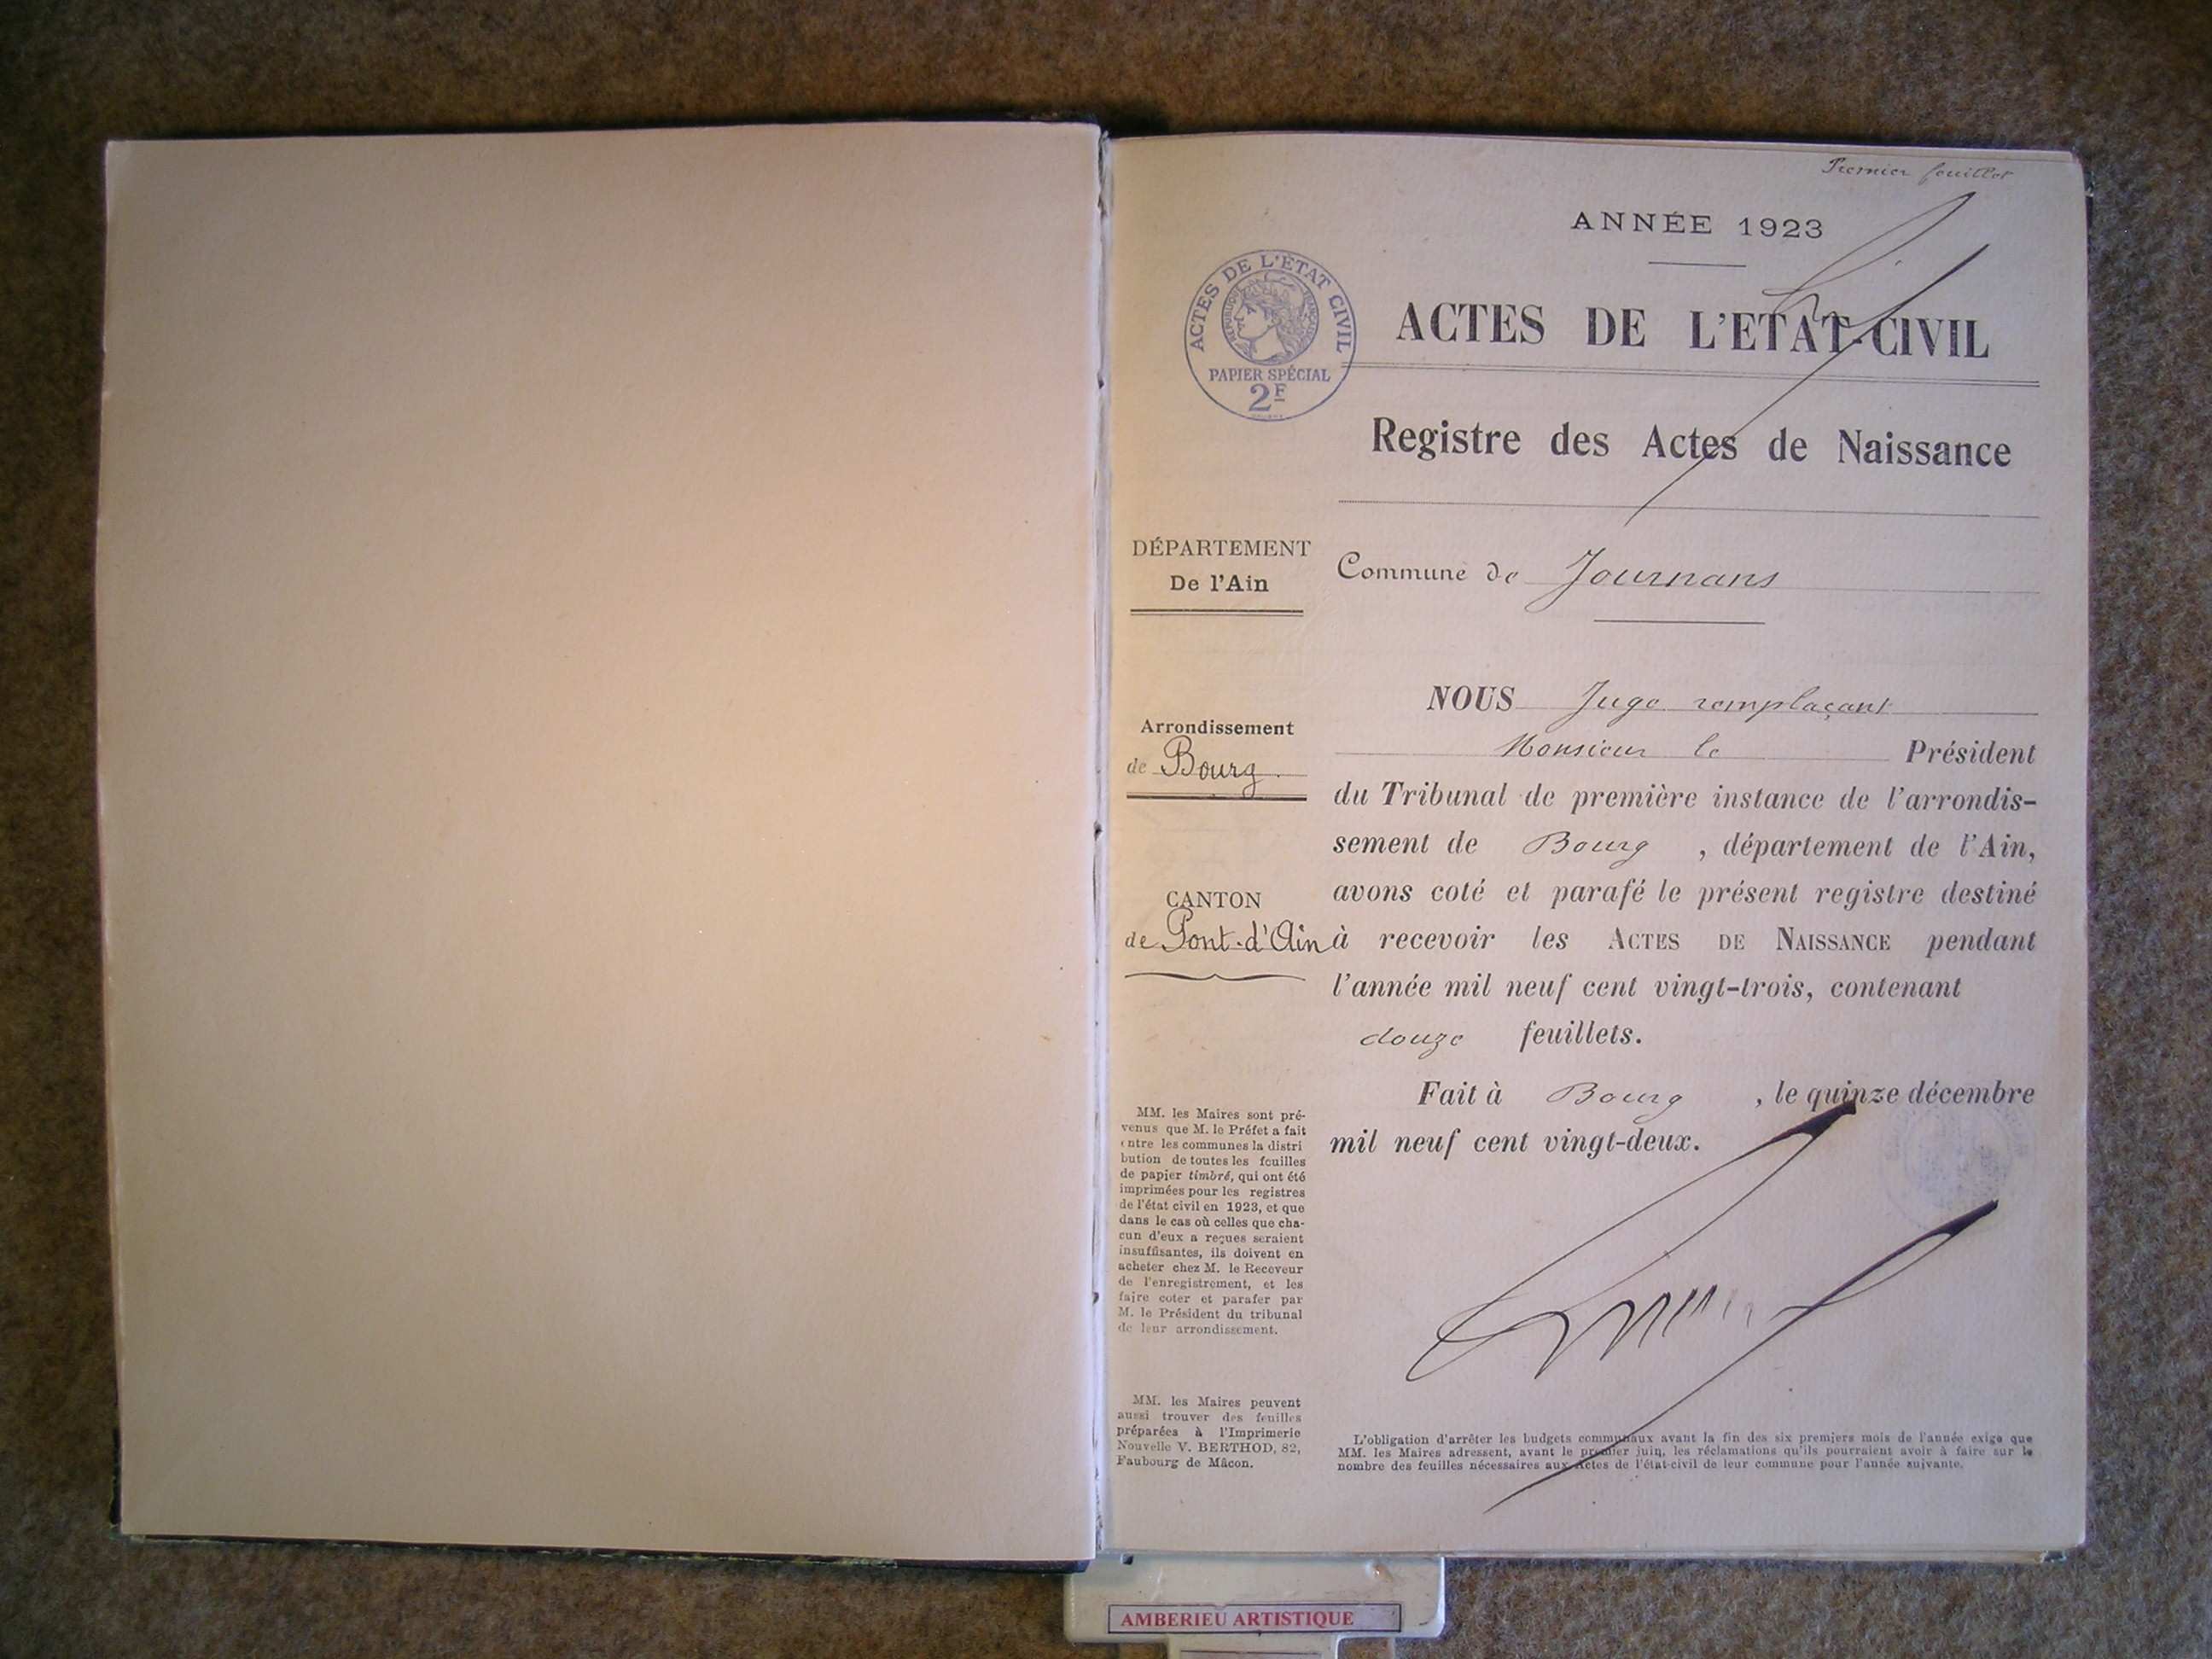 Premier feuillet
ANNÉE 1923
ACTES DE L'ÉTAT CIVIL
RÉPUBLIQUE FRANÇAISE
PAPIER SPÉCIAL
2F
ACTES DE L'ETAT-CIVIL
Registre des Actes de Naissance
DÉPARTEMENT
De l'Ain
Commune de Journans
Arrondissement
de Bourg
CANTON
de Pont-d'Ain
NOUS Juge remplaçant
Monsieur le Président
du Tribunal de première instance de l'arrondis-
sement de Bourg , département de l'Ain,
avons coté et parafé le présent registre destiné
à recevoir les ACTES DE NAISSANCE pendant
l'année mil neuf cent vingt-trois, contenant
douze feuillets.
Fait à Bourg , le quinze décembre
mil neuf cent vingt-deux.
MM. les Maires sont pré-
venus que M. le Préfet a fait
entre les communes la distri
bution de toutes les feuilles
de papier timbré, qui ont été
imprimées pour les registres
de l'état civil en 1923, et que
dans le cas où celles que cha-
cun d'eux a reçues seraient
insuffisantes, ils doivent en
acheter chez M. le Receveur
de l'enregistrement, et les
faire coter et parafer par
M. le Président du tribunal
de leur arrondissement.
MM. les Maires peuvent
aussi trouver des feuilles
préparées à l'Imprimerie
Nouvelle V. BERTHOD, 82,
Faubourg de Mâcon.
L'obligation d'arrêter les budgets communaux avant la fin des six premiers mois de l'année exige que
MM. les Maires adressent, avant le premier juin, les réclamations qu'ils pourraient avoir à faire sur le
nombre des feuilles nécessaires aux Actes de l'état-civil de leur commune pour l'année suivante.
AMBERIEU ARTISTIQUE